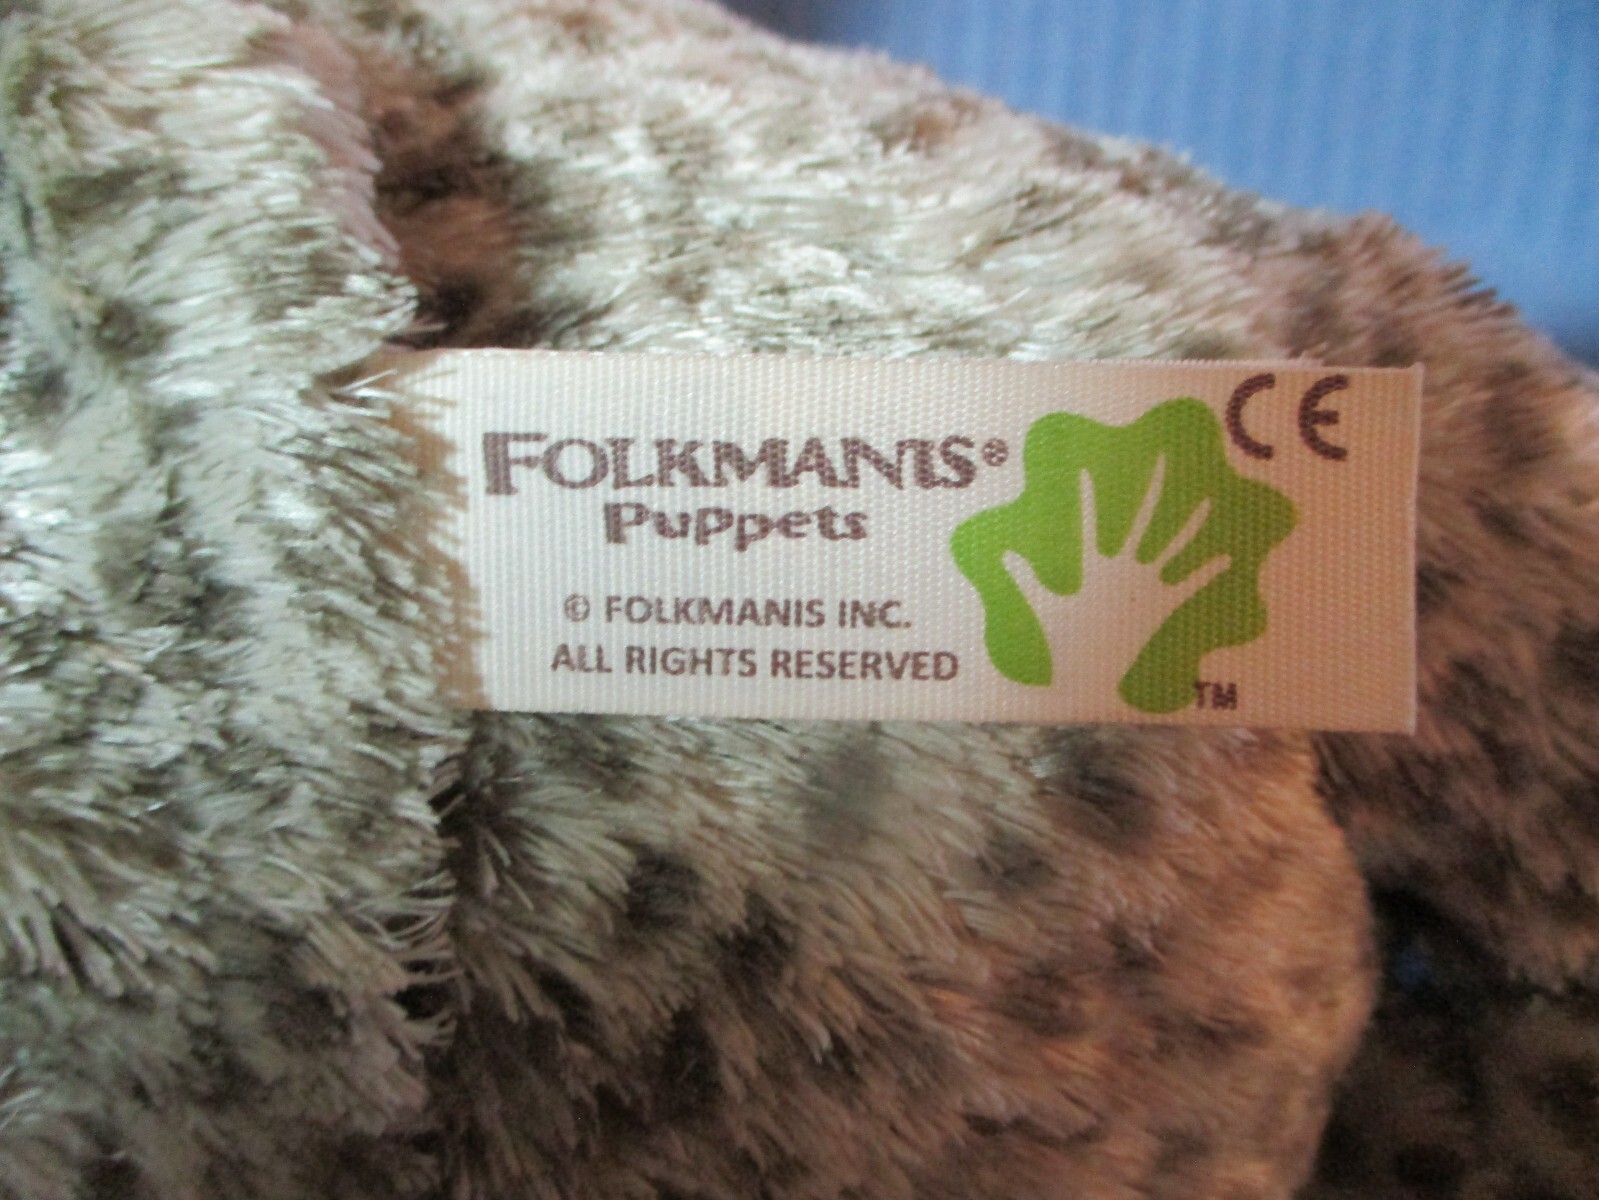 CE
FOLKMANIS®
Puppets
© FOLKMANIS INC.
ALL RIGHTS RESERVED
TM